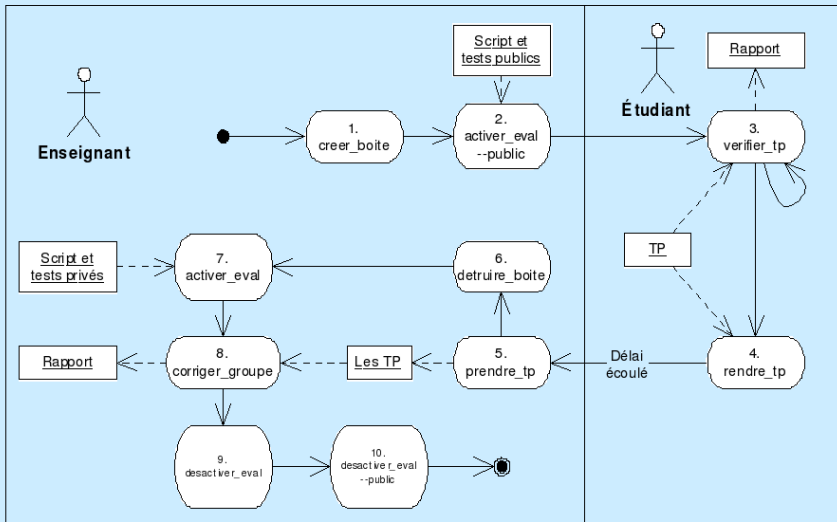 Script et
tests publics
Rapport
Étudiant
Enseignant
1.
creer_boite
2.
activer_eval
--public
3.
verifier_tp
Script et
tests privés
7.
activer_eval
6.
detruire_boite
TP
Rapport
8.
corriger_groupe
Les TP
5.
prendre_tp
Délai
écoulé
4.
rendre_tp
9.
desactiver_eval
10.
desactiver_eval
--public